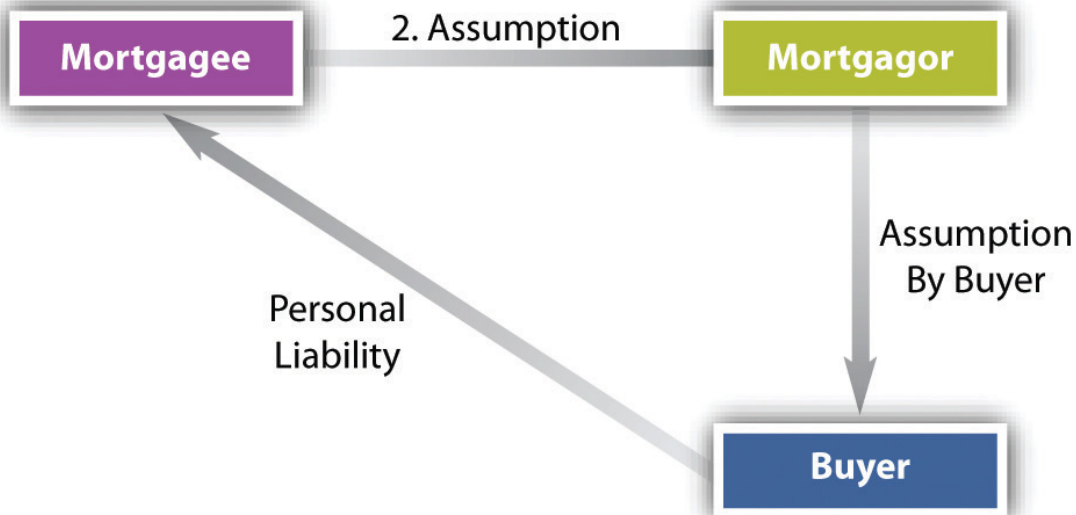 2. Assumption
Mortgagee
Mortgagor
Assumption
By Buyer
Personal
Liability
Buyer